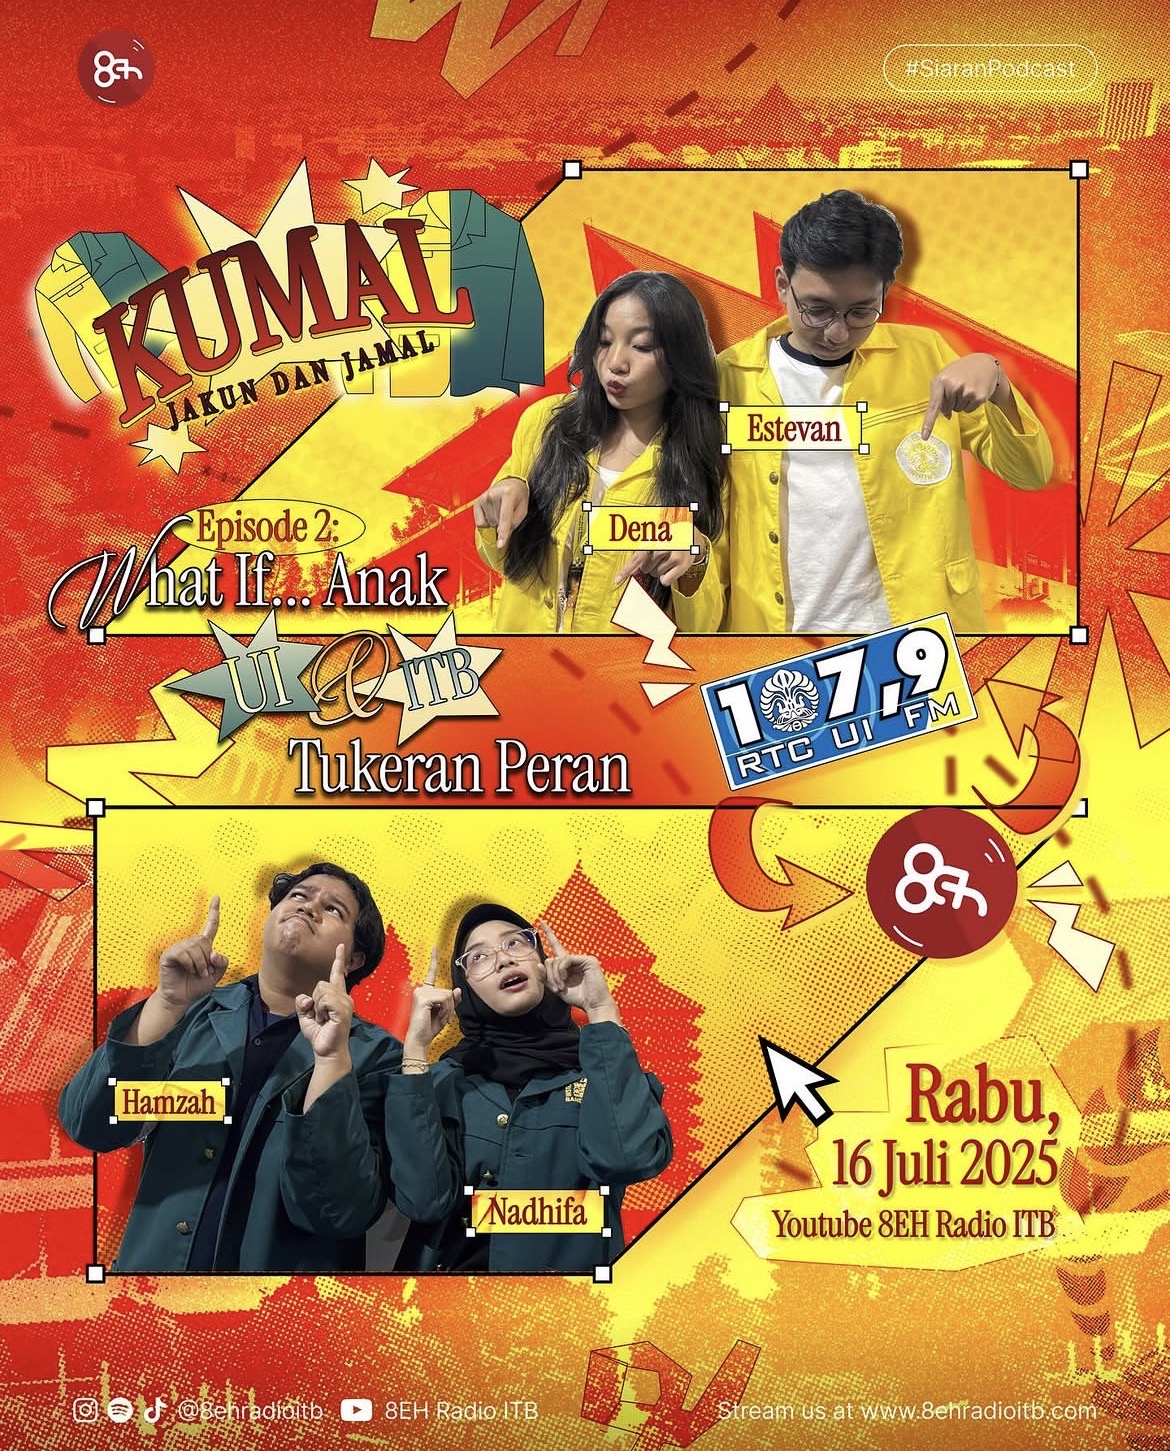 8EH
#SiaranPodcast
KUMAL
JAKUN DAN JAMAL
Estevan
Dena
Episode 2:
What If... Anak
UI & ITB
Tukeran Peran
107,9
RTC UI FM
8EH
Hamzah
Nadhifa
Rabu,
16 Juli 2025
Youtube 8EH Radio ITB
@8ehradioitb 8EH Radio ITB
Stream us at www.8ehradioitb.com